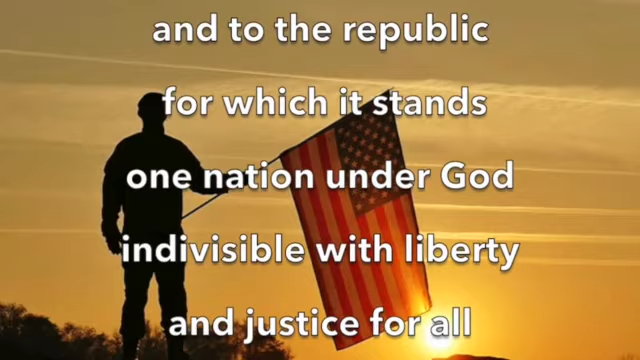 and to the republic
for which it stands
one nation under God
indivisible with liberty
and justice for all